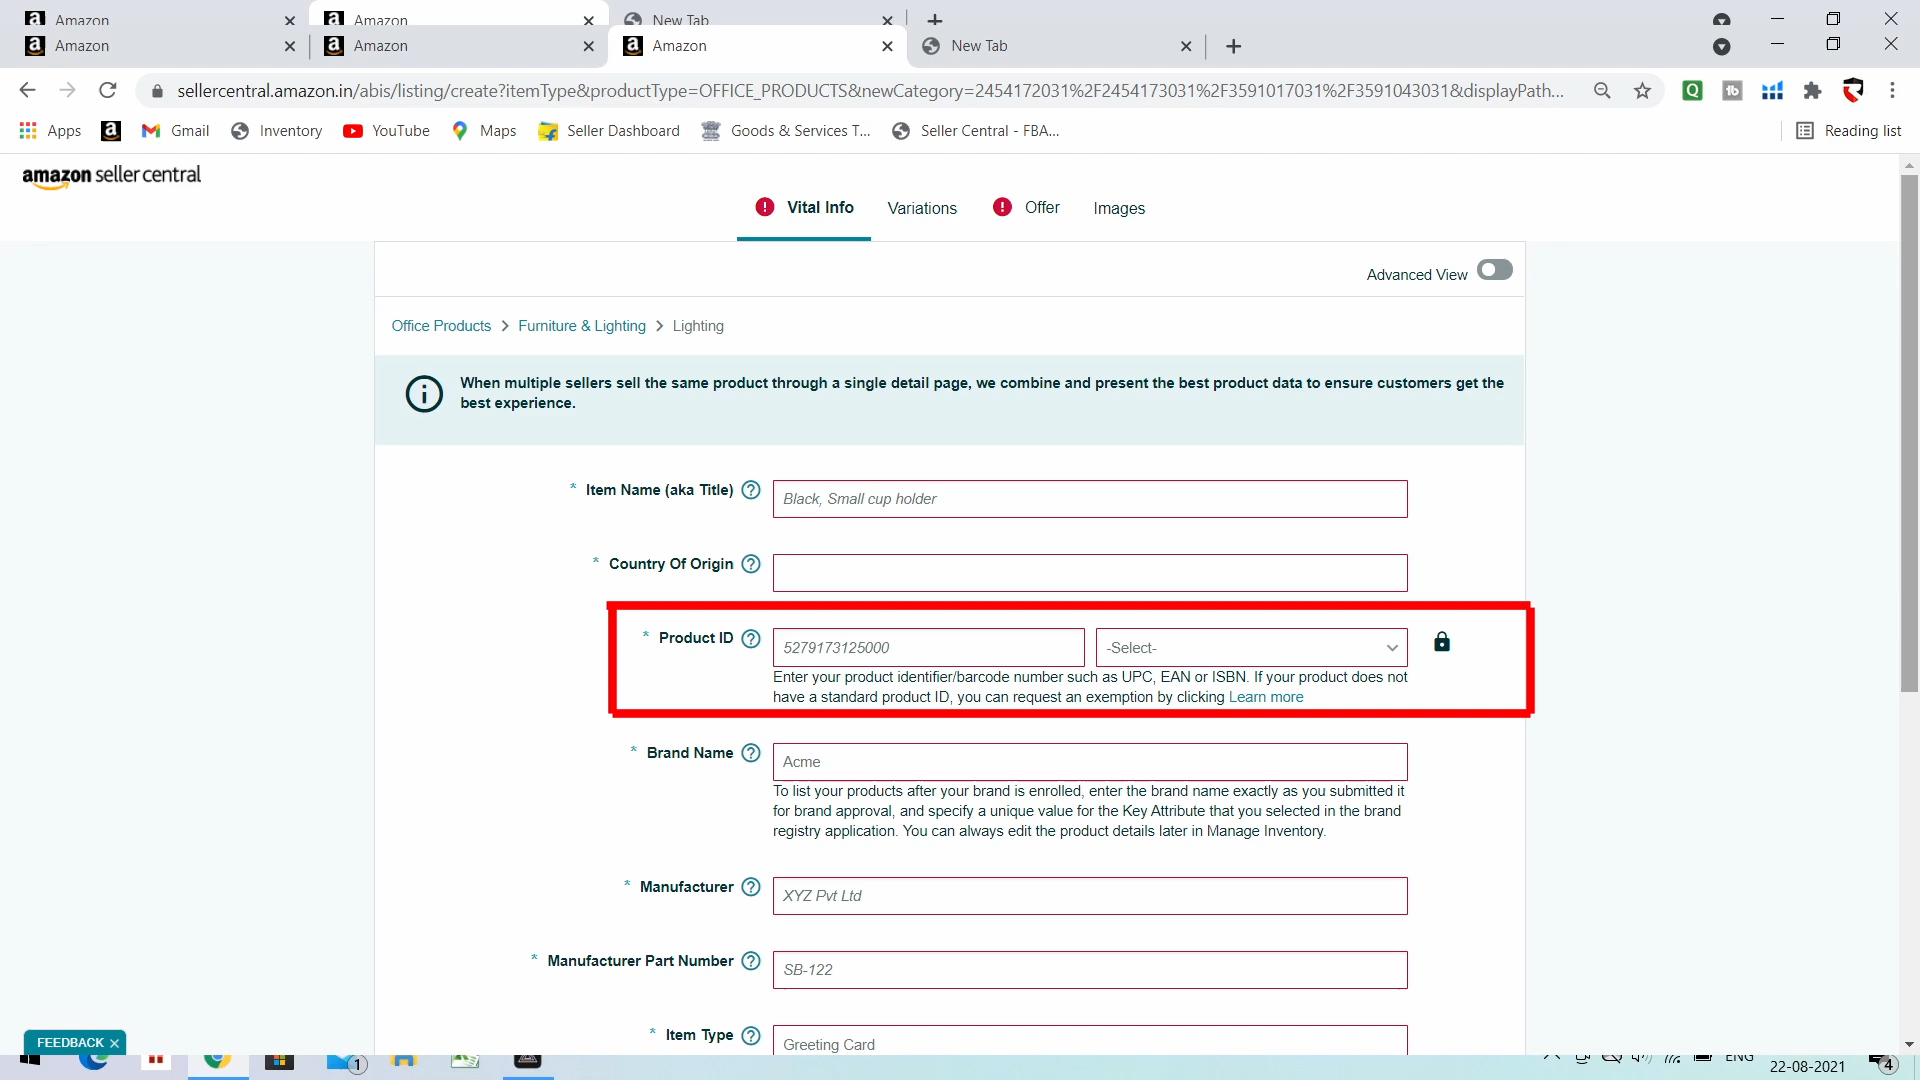 Amazon
Amazon
New Tab
Amazon
Amazon
Amazon
New Tab
sellercentral.amazon.in/abis/listing/create?itemType&productType=OFFICE_PRODUCTS&newCategory=2454172031%2F2454173031%2F3591017031%2F3591043031&displayPath...
Apps
Gmail
Inventory
YouTube
Maps
Seller Dashboard
Goods & Services T...
Seller Central - FBA...
Reading list
amazon seller central
Vital Info
Variations
Offer
Images
Advanced View
Office Products > Furniture & Lighting > Lighting
When multiple sellers sell the same product through a single detail page, we combine and present the best product data to ensure customers get the
best experience.
* Item Name (aka Title)
Black, Small cup holder
* Country Of Origin
* Product ID
5279173125000
-Select-
Enter your product identifier/barcode number such as UPC, EAN or ISBN. If your product does not
have a standard product ID, you can request an exemption by clicking Learn more
* Brand Name
Acme
To list your products after your brand is enrolled, enter the brand name exactly as you submitted it
for brand approval, and specify a unique value for the Key Attribute that you selected in the brand
registry application. You can always edit the product details later in Manage Inventory.
* Manufacturer
XYZ Pvt Ltd
* Manufacturer Part Number
SB-122
* Item Type
Greeting Card
FEEDBACK
1
ENG
22-08-2021
4